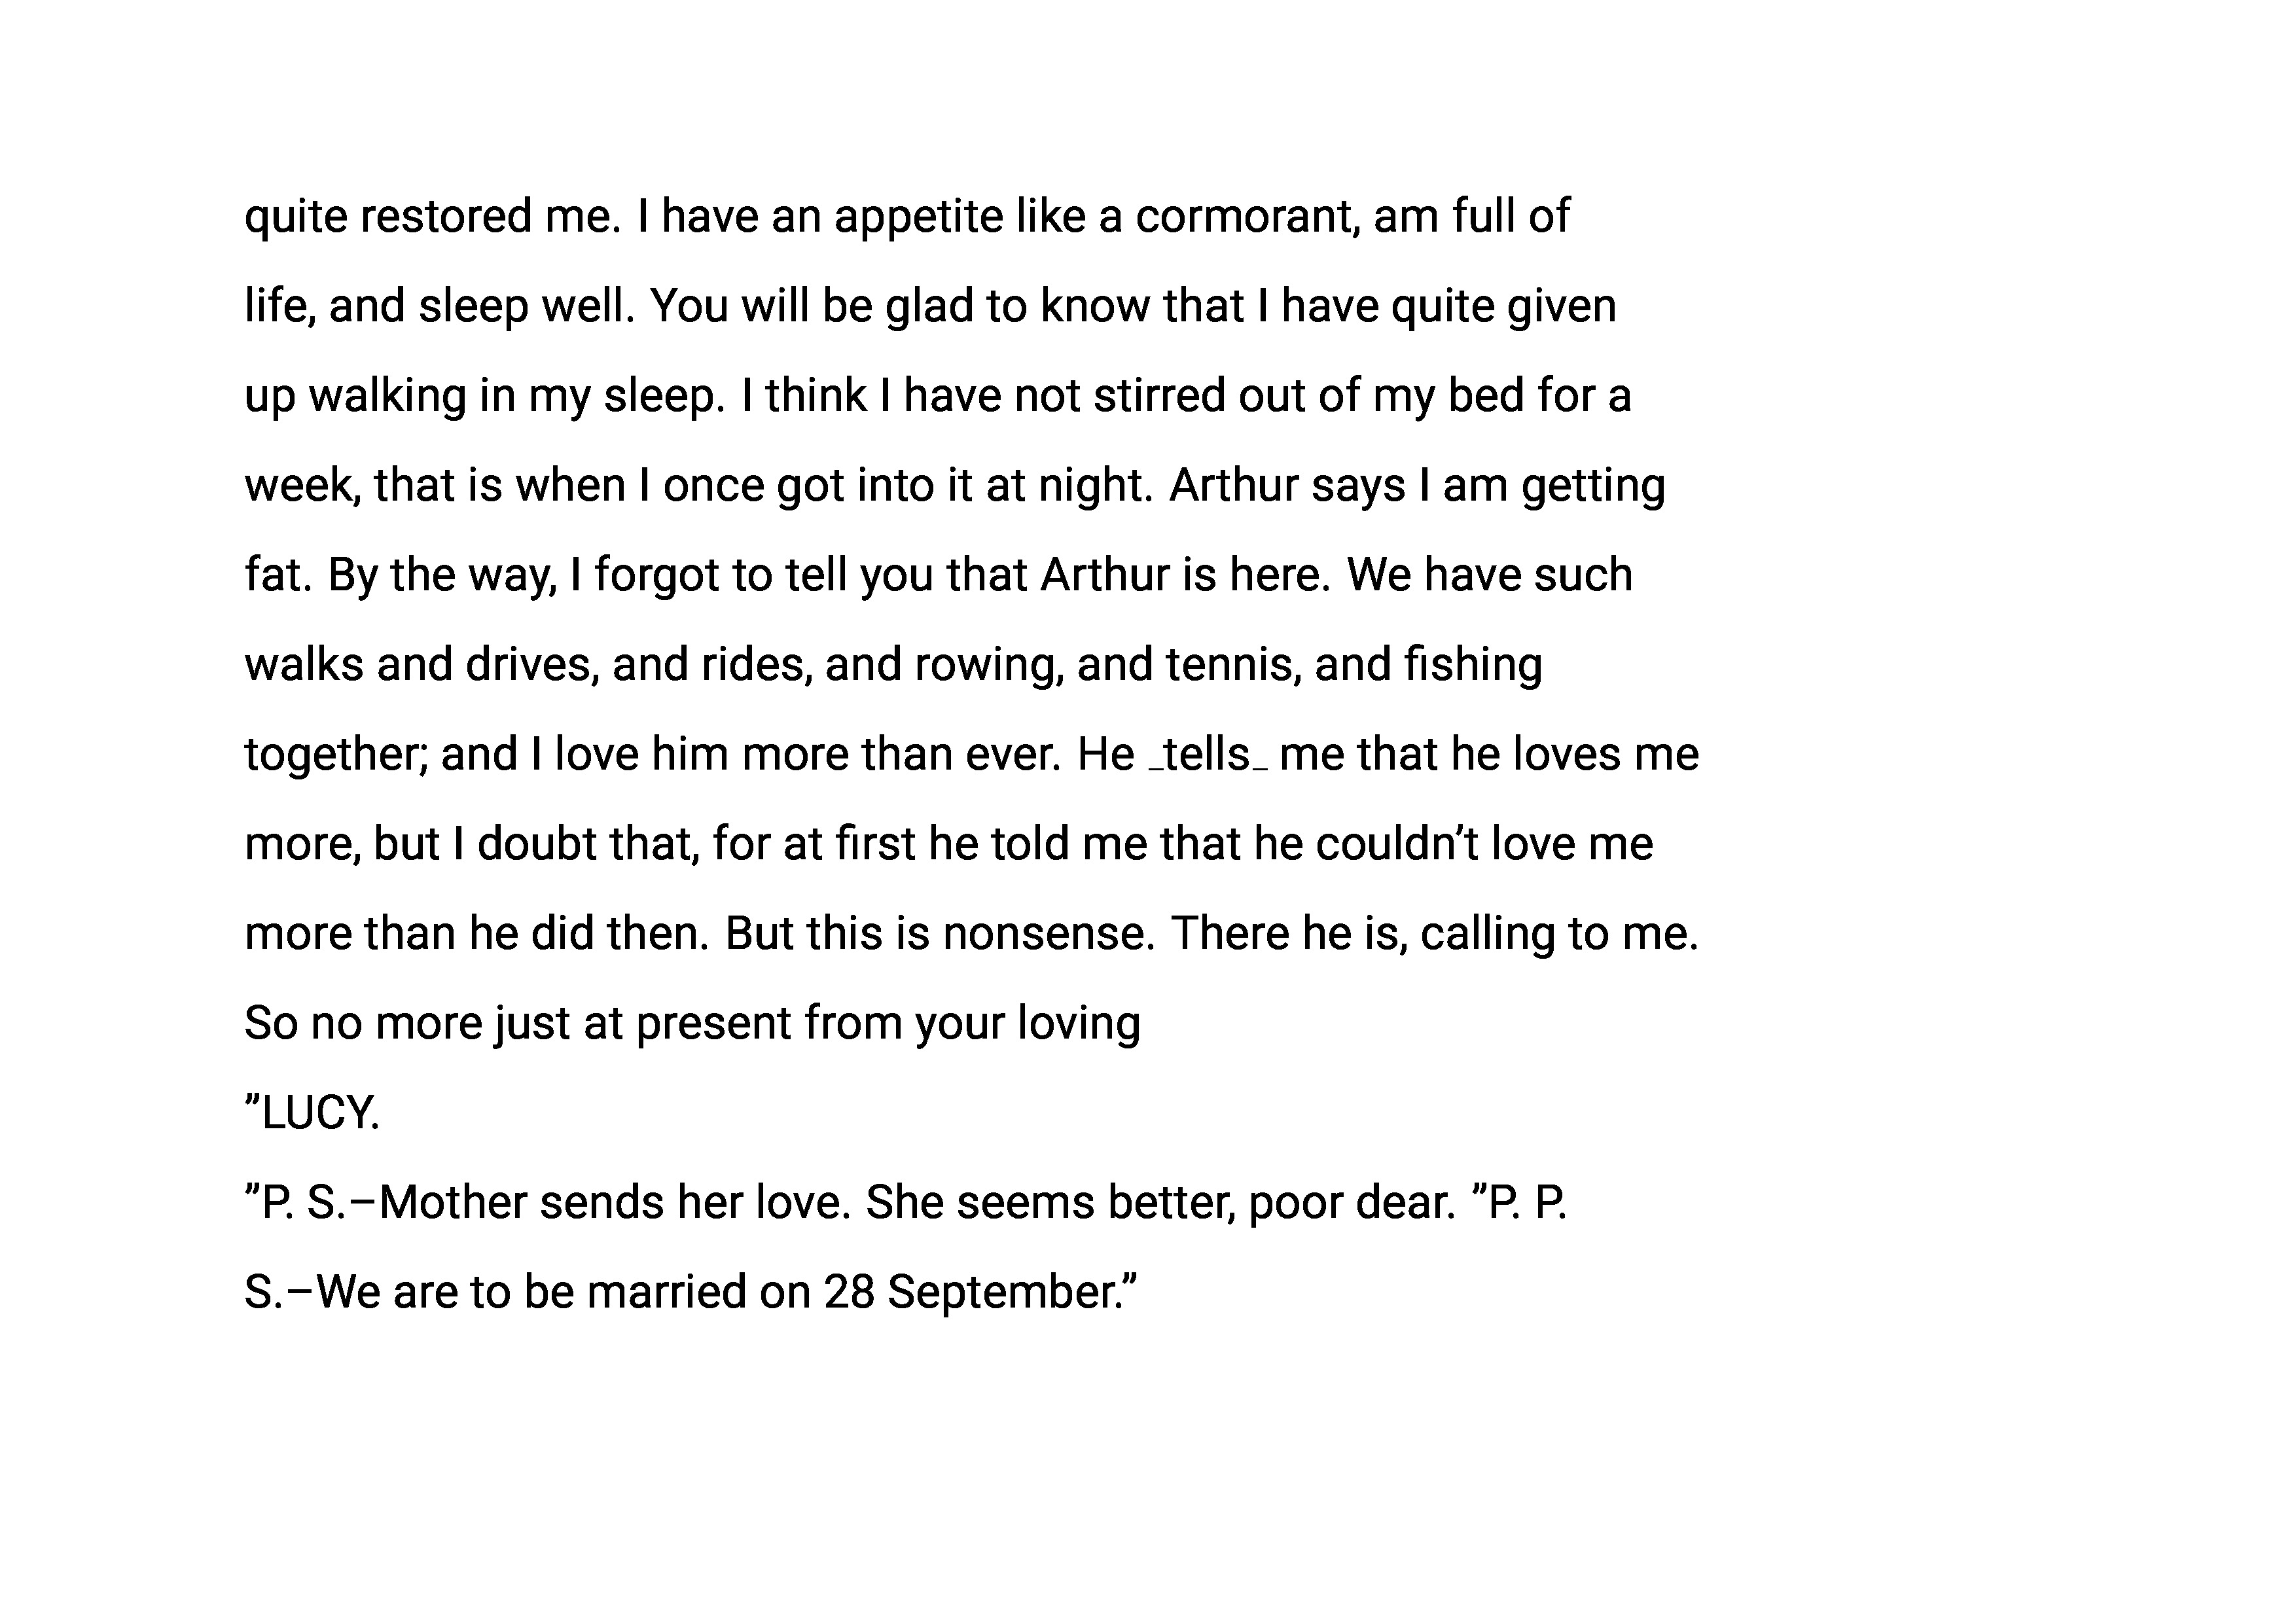 quite restored me. I have an appetite like a cormorant, am full of
life, and sleep well. You will be glad to know that I have quite given
up walking in my sleep. I think I have not stirred out of my bed for a
week, that is when I once got into it at night. Arthur says I am getting
fat. By the way, I forgot to tell you that Arthur is here. We have such
walks and drives, and rides, and rowing, and tennis, and fishing
together; and I love him more than ever. He _tells_ me that he loves me
more, but I doubt that, for at first he told me that he couldn’t love me
more than he did then. But this is nonsense. There he is, calling to me.
So no more just at present from your loving
”LUCY.
”P. S.–Mother sends her love. She seems better, poor dear. ”P. P.
S.–We are to be married on 28 September.”